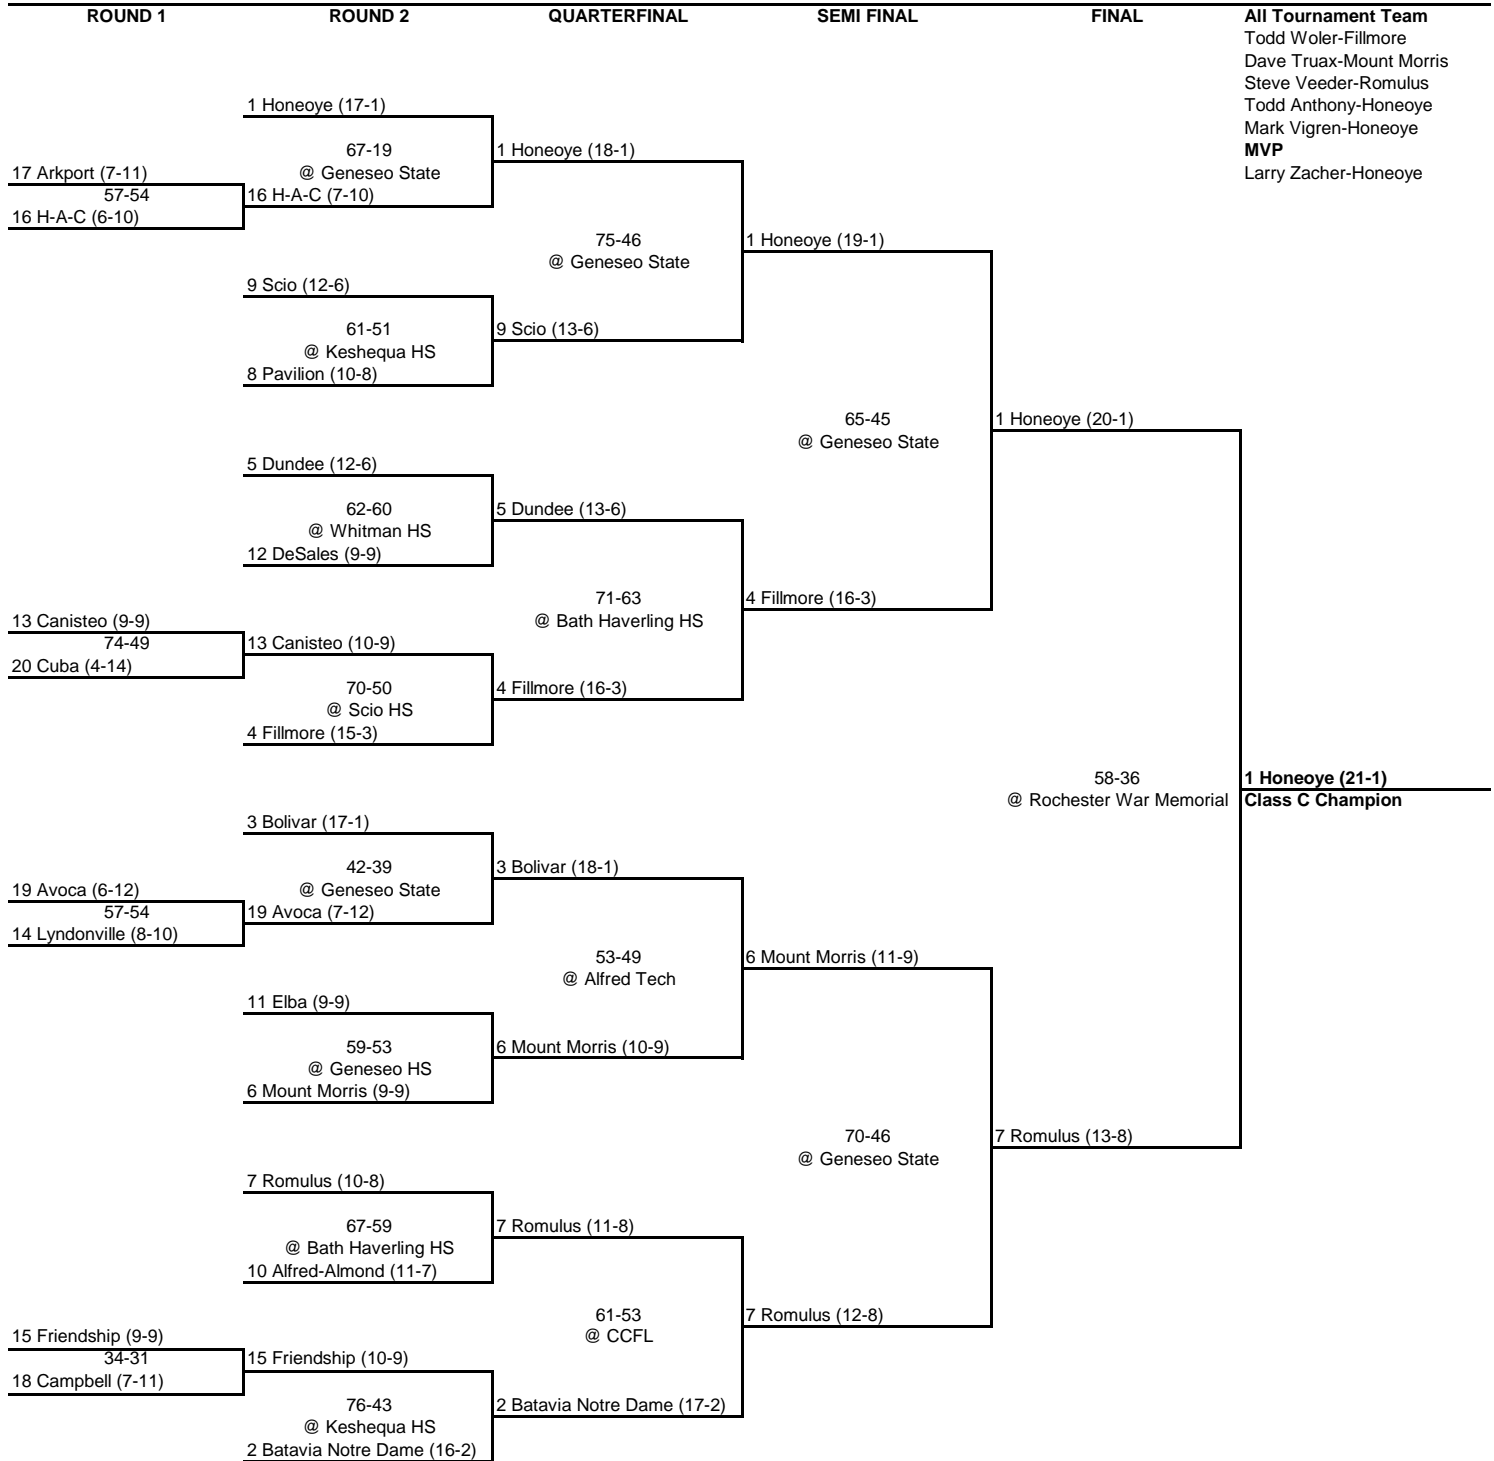 ROUND 1 ROUND 2 QUARTERFINAL SEMI FINAL FINAL All Tournament Team
Todd Woler-Fillmore
Dave Truax-Mount Morris
Steve Veeder-Romulus
Todd Anthony-Honeoye
Mark Vigren-Honeoye
MVP
Larry Zacher-Honeoye
1 Honeoye (17-1)
67-19
@ Geneseo State
1 Honeoye (18-1)
17 Arkport (7-11)
57-54
16 H-A-C (6-10)
16 H-A-C (7-10)
75-46
@ Geneseo State
1 Honeoye (19-1)
9 Scio (12-6)
61-51
@ Keshequa HS
9 Scio (13-6)
8 Pavilion (10-8)
65-45
@ Geneseo State
1 Honeoye (20-1)
5 Dundee (12-6)
62-60
@ Whitman HS
5 Dundee (13-6)
12 DeSales (9-9)
71-63
@ Bath Haverling HS
4 Fillmore (16-3)
13 Canisteo (9-9)
74-49
20 Cuba (4-14)
13 Canisteo (10-9)
70-50
@ Scio HS
4 Fillmore (16-3)
4 Fillmore (15-3)
58-36
@ Rochester War Memorial
1 Honeoye (21-1)
Class C Champion
3 Bolivar (17-1)
42-39
@ Geneseo State
3 Bolivar (18-1)
19 Avoca (6-12)
57-54
14 Lyndonville (8-10)
19 Avoca (7-12)
53-49
@ Alfred Tech
6 Mount Morris (11-9)
11 Elba (9-9)
59-53
@ Geneseo HS
6 Mount Morris (10-9)
6 Mount Morris (9-9)
70-46
@ Geneseo State
7 Romulus (13-8)
7 Romulus (10-8)
67-59
@ Bath Haverling HS
7 Romulus (11-8)
10 Alfred-Almond (11-7)
61-53
@ CCFL
7 Romulus (12-8)
15 Friendship (9-9)
34-31
18 Campbell (7-11)
15 Friendship (10-9)
76-43
@ Keshequa HS
2 Batavia Notre Dame (17-2)
2 Batavia Notre Dame (16-2)